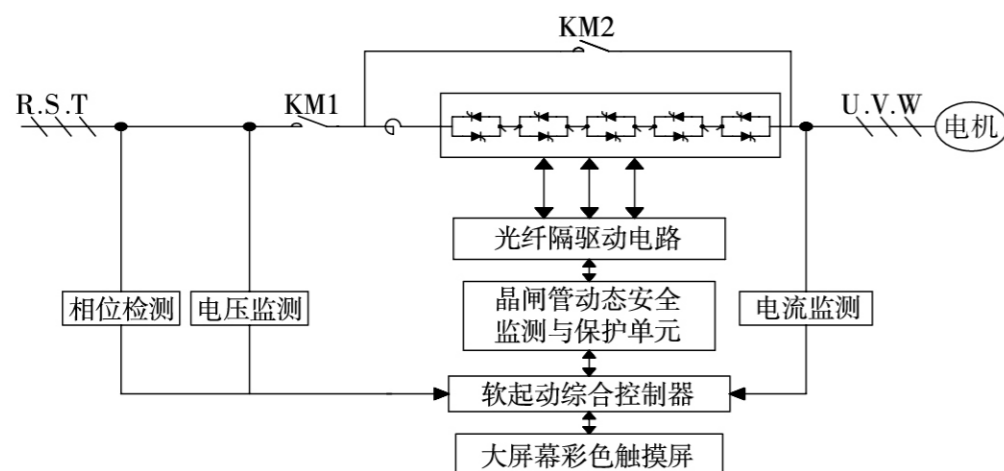 KM2
R.S.T
KM1
U.V.W
电机
光纤隔驱动电路
相位检测
电压监测
晶闸管动态安全
监测与保护单元
电流监测
软起动综合控制器
大屏幕彩色触摸屏